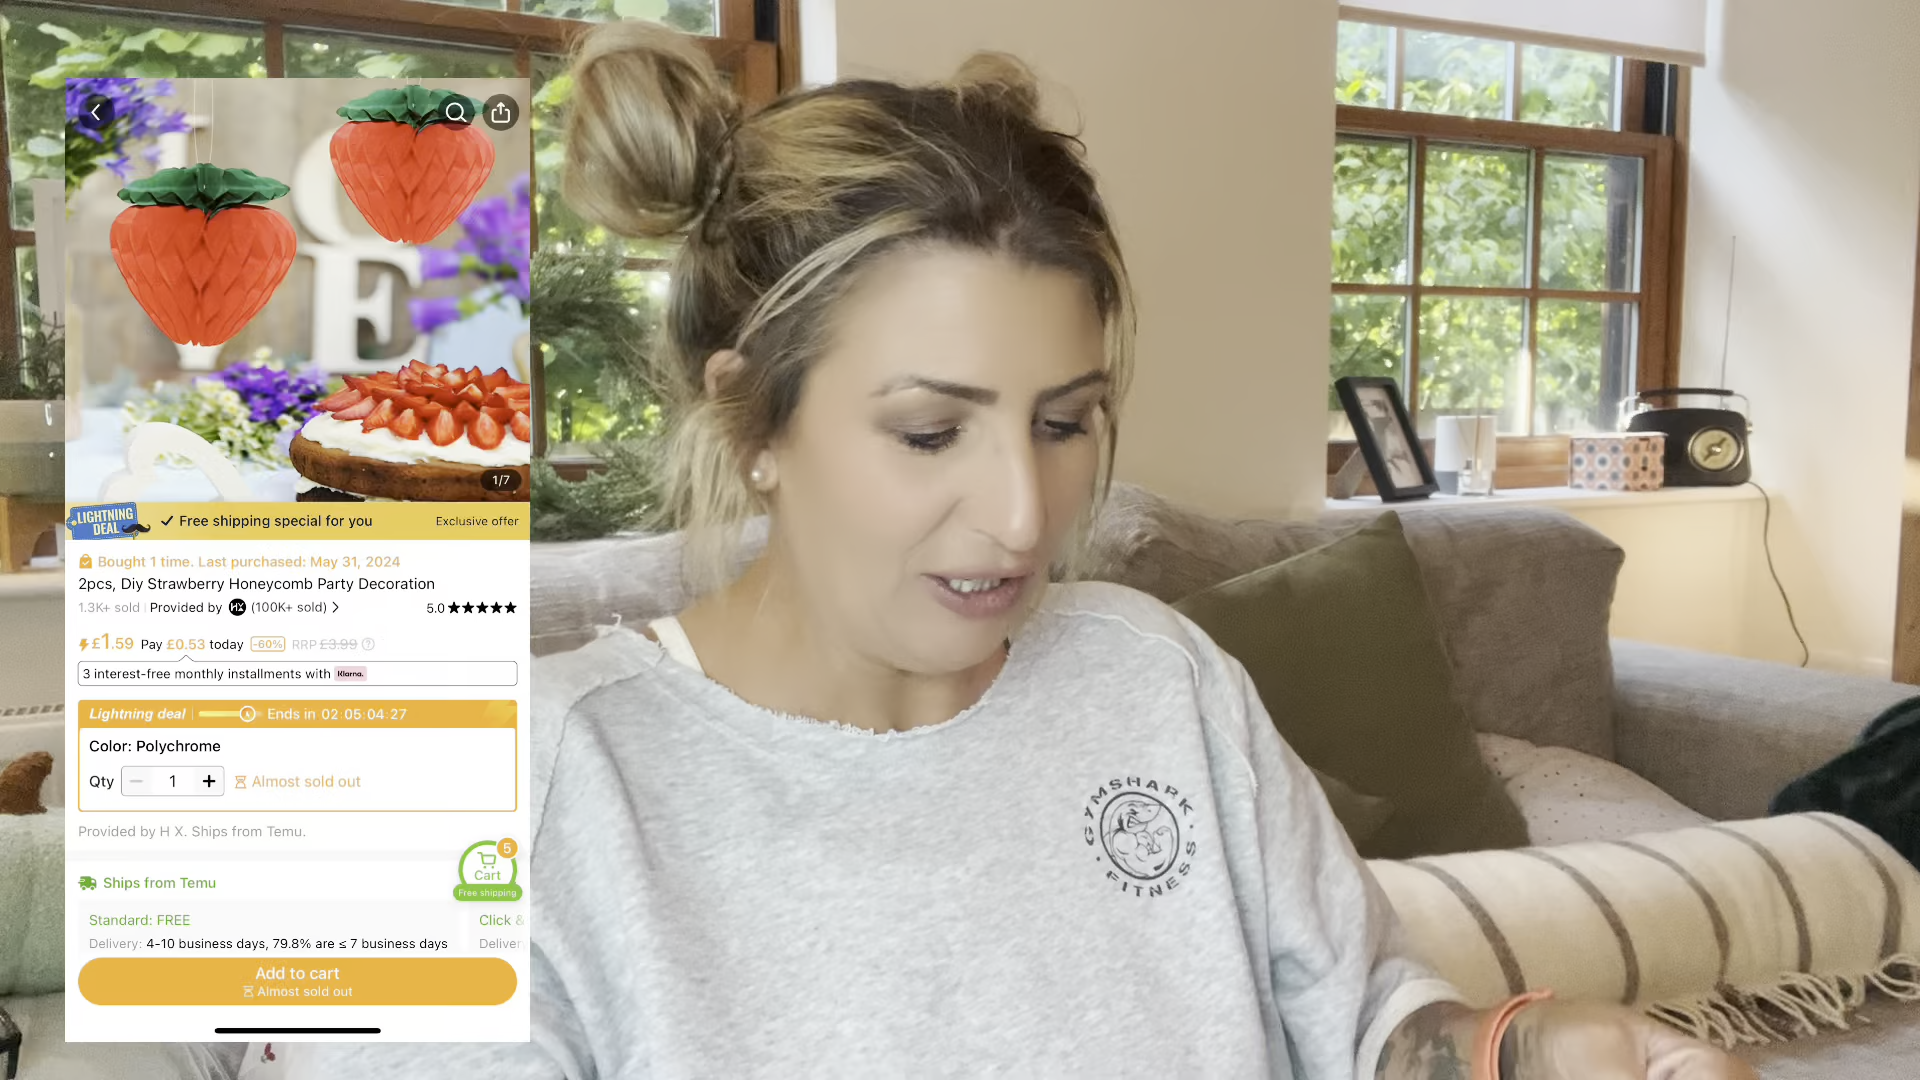 1/7
LIGHTNING
DEAL
Free shipping special for you
Exclusive offer
Bought 1 time. Last purchased: May 31, 2024
2pcs, Diy Strawberry Honeycomb Party Decoration
1.3K+ sold Provided by HX (100K+ sold)
5.0
£1.59 Pay £0.53 today -60% RRP £3.99
3 interest-free monthly installments with Klarna.
Lightning deal Ends in 02:05:04:27
Color: Polychrome
Qty 1 + Almost sold out
Provided by H X. Ships from Temu.
5
Cart
Free shipping
Ships from Temu
Standard: FREE
Click &
Delivery: 4-10 business days, 79.8% are ≤ 7 business days
Deliver
Add to cart
Almost sold out
GYMSHARK
FITNESS